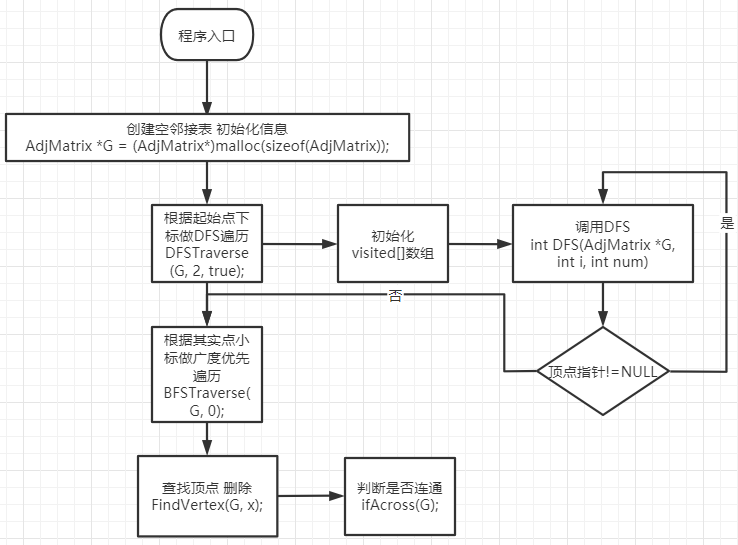 程序入口
创建空邻接表 初始化信息
AdjMatrix *G = (AdjMatrix*)malloc(sizeof(AdjMatrix));
根据起始点下
标做DFS遍历
DFSTraverse
(G, 2, true);
初始化
visited[]数组
调用DFS
int DFS(AdjMatrix *G,
int i, int num)
是
否
顶点指针!=NULL
根据其实点小
标做广度优先
遍历
BFSTraverse(
G, 0);
查找顶点 删除
FindVertex(G, x);
判断是否连通
ifAcross(G);